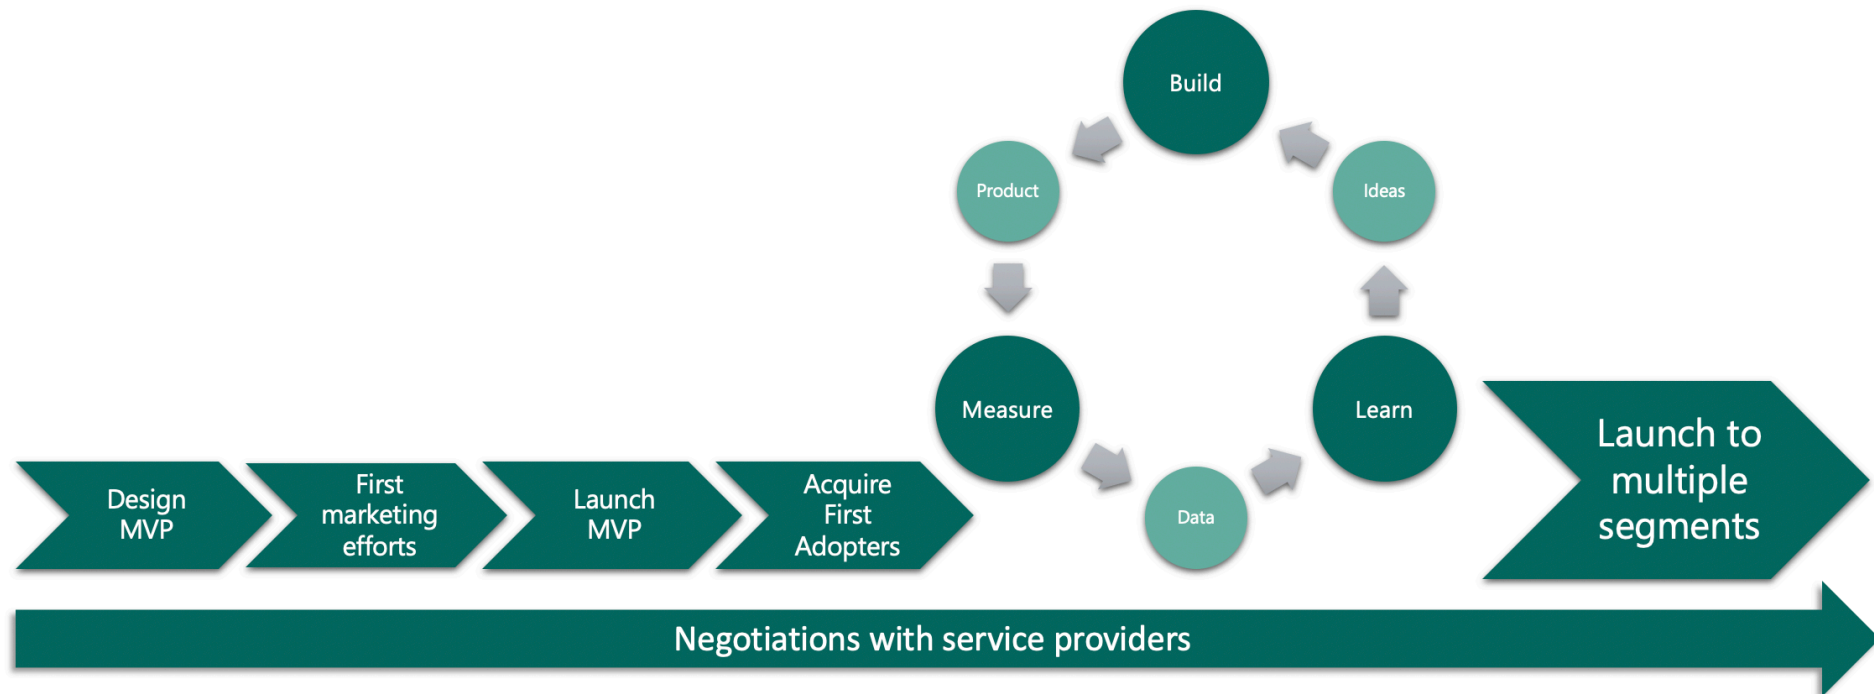 Build
Product
Ideas
Measure
Learn
Data
Design
MVP
First
marketing
efforts
Launch
MVP
Acquire
First
Adopters
Launch to
multiple
segments
Negotiations with service providers